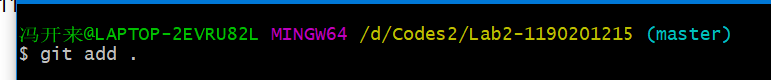 冯开来@LAPTOP-2EVRU82L MINGW64 /d/Codes2/Lab2-1190201215 (master)
$ git add .